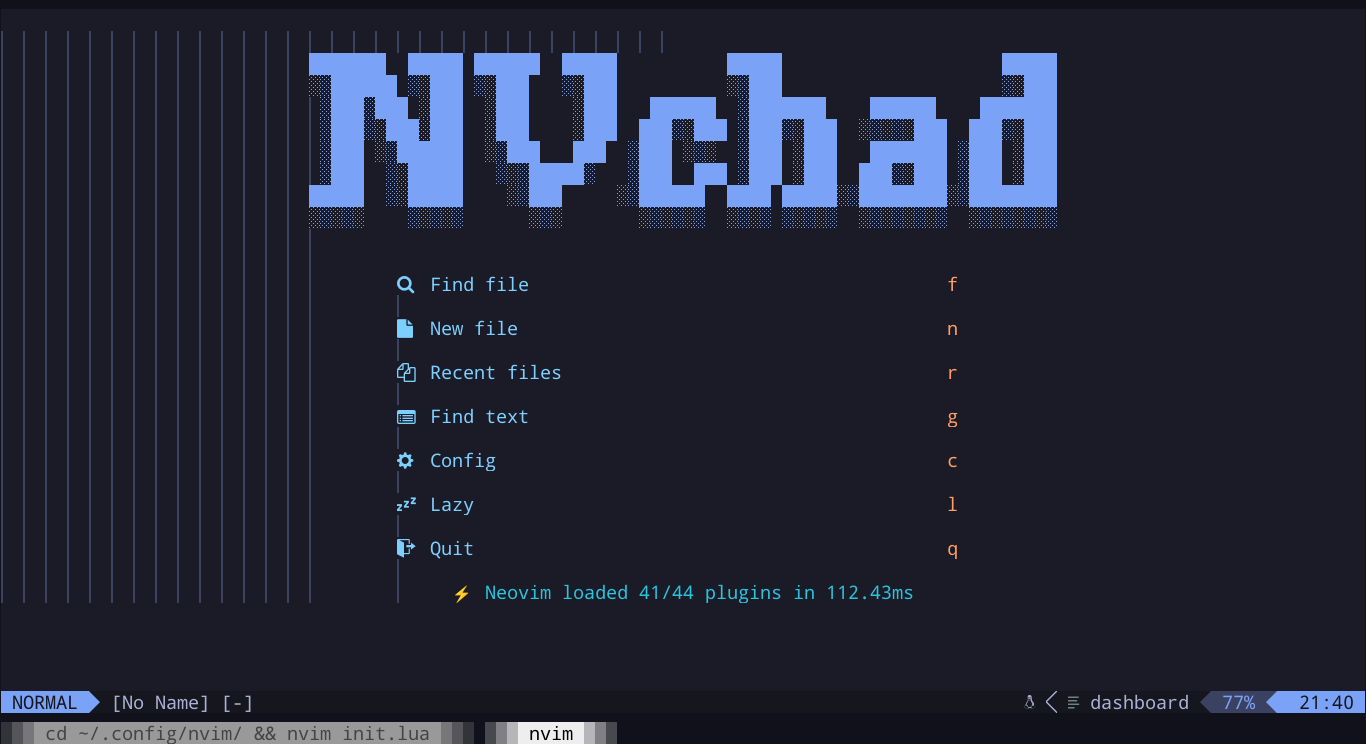 NVchad
Find file f
New file n
Recent files r
Find text g
Config c
zzz Lazy l
Quit q
⚡ Neovim loaded 41/44 plugins in 112.43ms
NORMAL [No Name] [-] dashboard 77% 21:40
cd ~/.config/nvim/ && nvim init.lua nvim